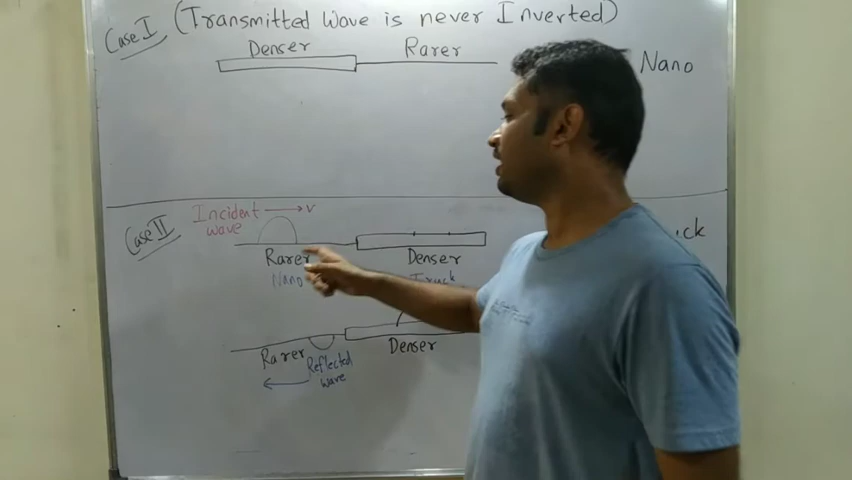 Case I (Transmitted Wave is never Inverted)
Denser Rarer
Nano
Case II Incident wave → v
Rarer Denser
Nano Truck
Rarer Reflected wave Denser